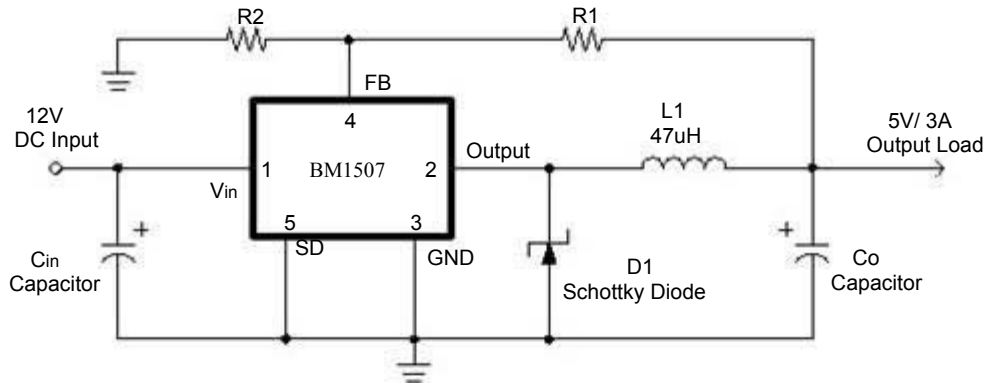 R2
R1
FB
12V
DC Input
4
L1
47uH
5V/ 3A
Output Load
Output
1
BM1507
2
Vin
5
3
SD
GND
Cin
Capacitor
D1
Schottky Diode
Co
Capacitor
+
+